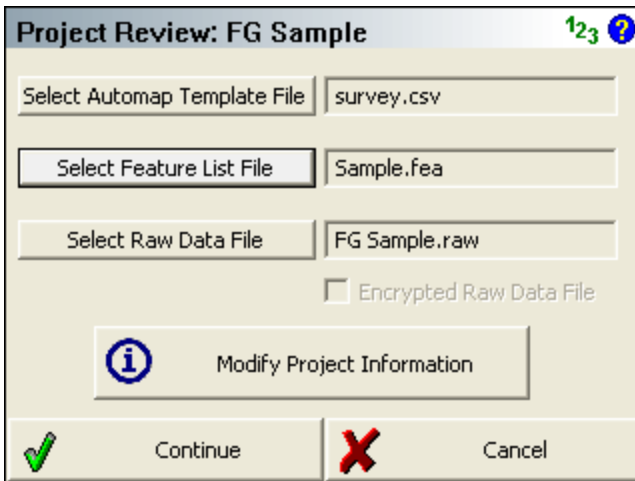 Project Review: FG Sample 123 ?
Select Automap Template File survey.csv
Select Feature List File Sample.fea
Select Raw Data File FG Sample.raw
Encrypted Raw Data File
i Modify Project Information
Continue Cancel